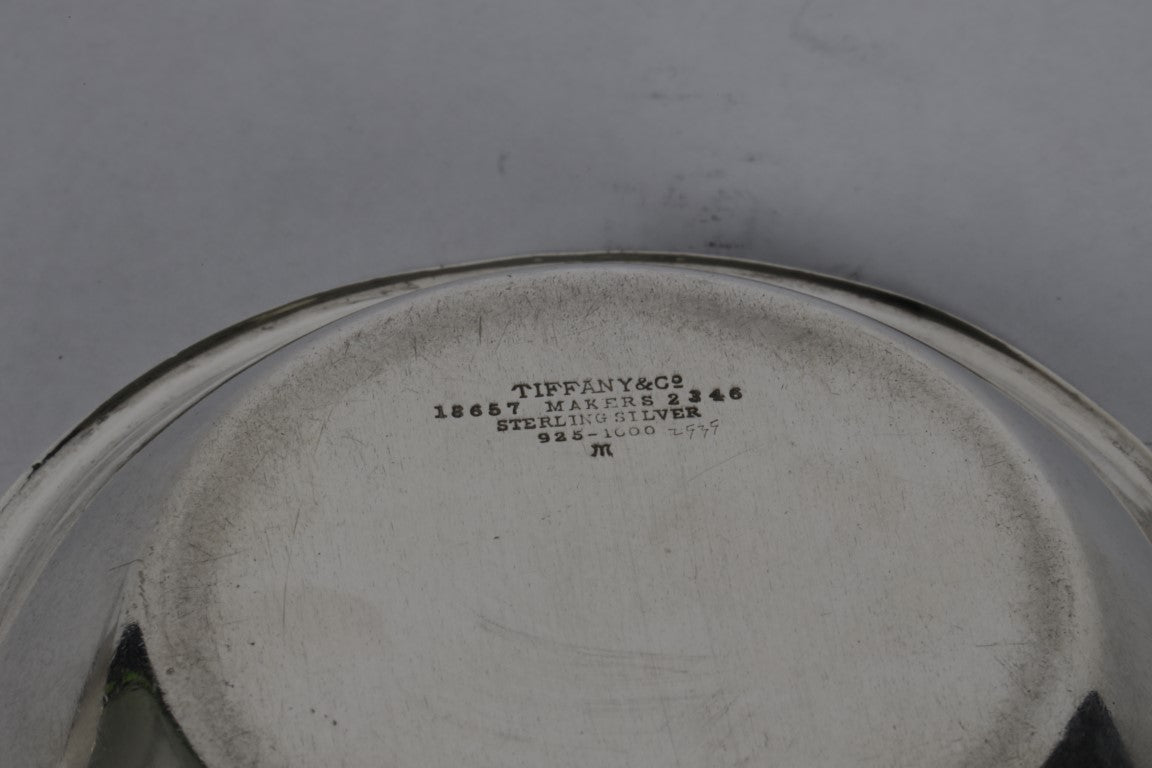 TIFFANY & Cº
18657 MAKERS 2346
STERLING SILVER
925-1000
m